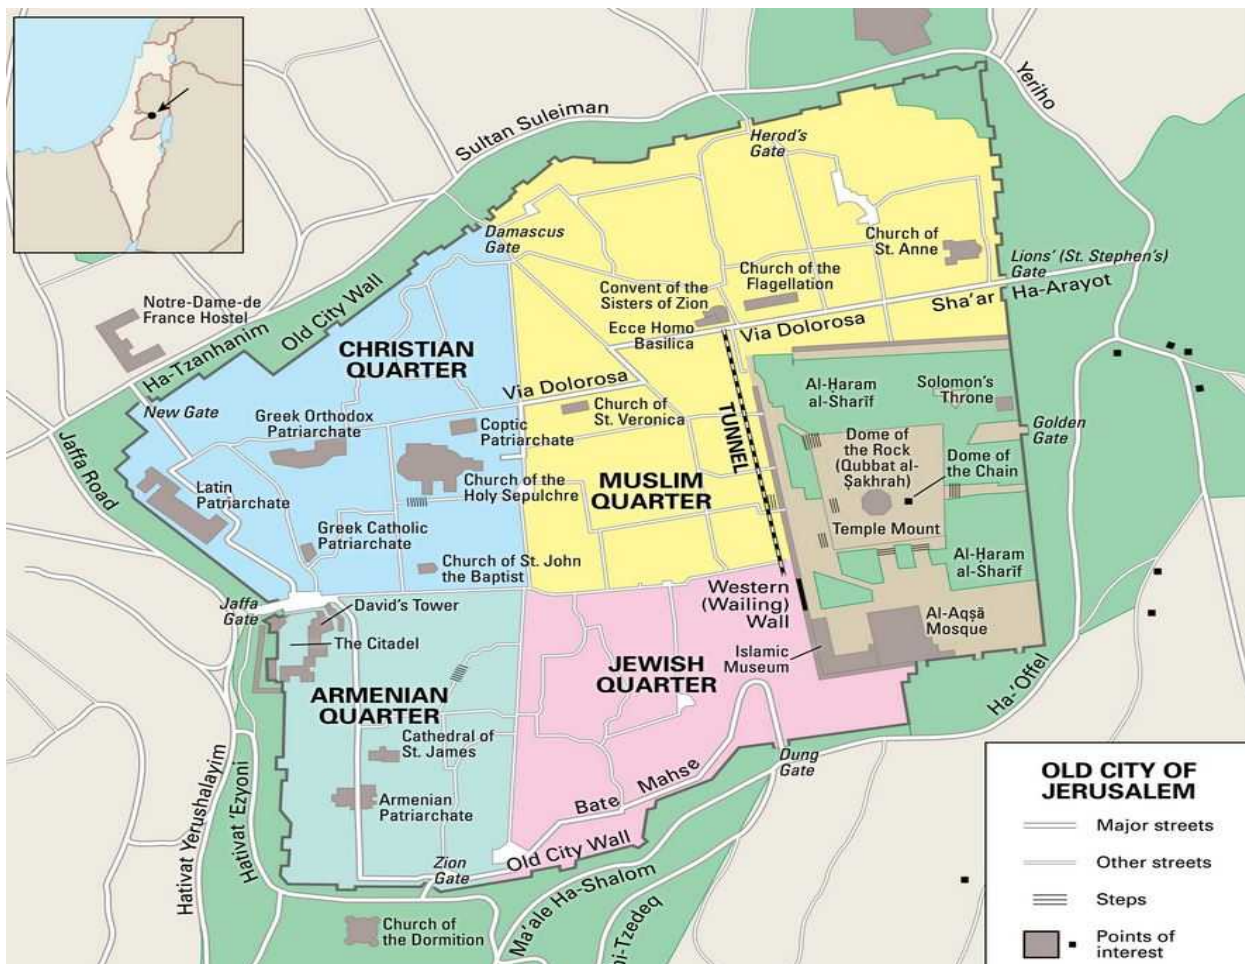 Sultan Suleiman
Yeriho
Herod's
Gate
Damascus
Gate
Church of
St. Anne
Lions' (St. Stephen's)
Gate
Sha'ar Ha-Arayot
Church of the
Flagellation
Convent of the
Sisters of Zion
Ecce Homo
Basilica
Via Dolorosa
Notre-Dame-de
France Hostel
Old City Wall
Ha-Tzanhanim
CHRISTIAN
QUARTER
New Gate
Via Dolorosa
Church of
St. Veronica
Greek Orthodox
Patriarchate
Coptic
Patriarchate
Church of the
Holy Sepulchre
Latin
Patriarchate
Greek Catholic
Patriarchate
Church of St. John
the Baptist
Jaffa Road
MUSLIM
QUARTER
TUNNEL
Al-Ḥaram
al-Sharīf
Solomon's
Throne
Golden
Gate
Dome of
the Rock
(Qubbat al-
Ṣakhrah)
Dome of
the Chain
Temple Mount
Al-Ḥaram
al-Sharīf
Al-Aqṣā
Mosque
Western
(Wailing)
Wall
Islamic
Museum
Jaffa
Gate
David's Tower
The Citadel
ARMENIAN
QUARTER
Cathedral of
St. James
Armenian
Patriarchate
JEWISH
QUARTER
Bate Mahse
Dung
Gate
Ha-'Offel
Old City Wall
Zion
Gate
Hativat Yerushalayim
Hativat 'Ezyoni
Church of
the Dormition
Ma'ale Ha-Shalom
bi-Tzedeq
OLD CITY OF
JERUSALEM
Major streets
Other streets
Steps
Points of
interest